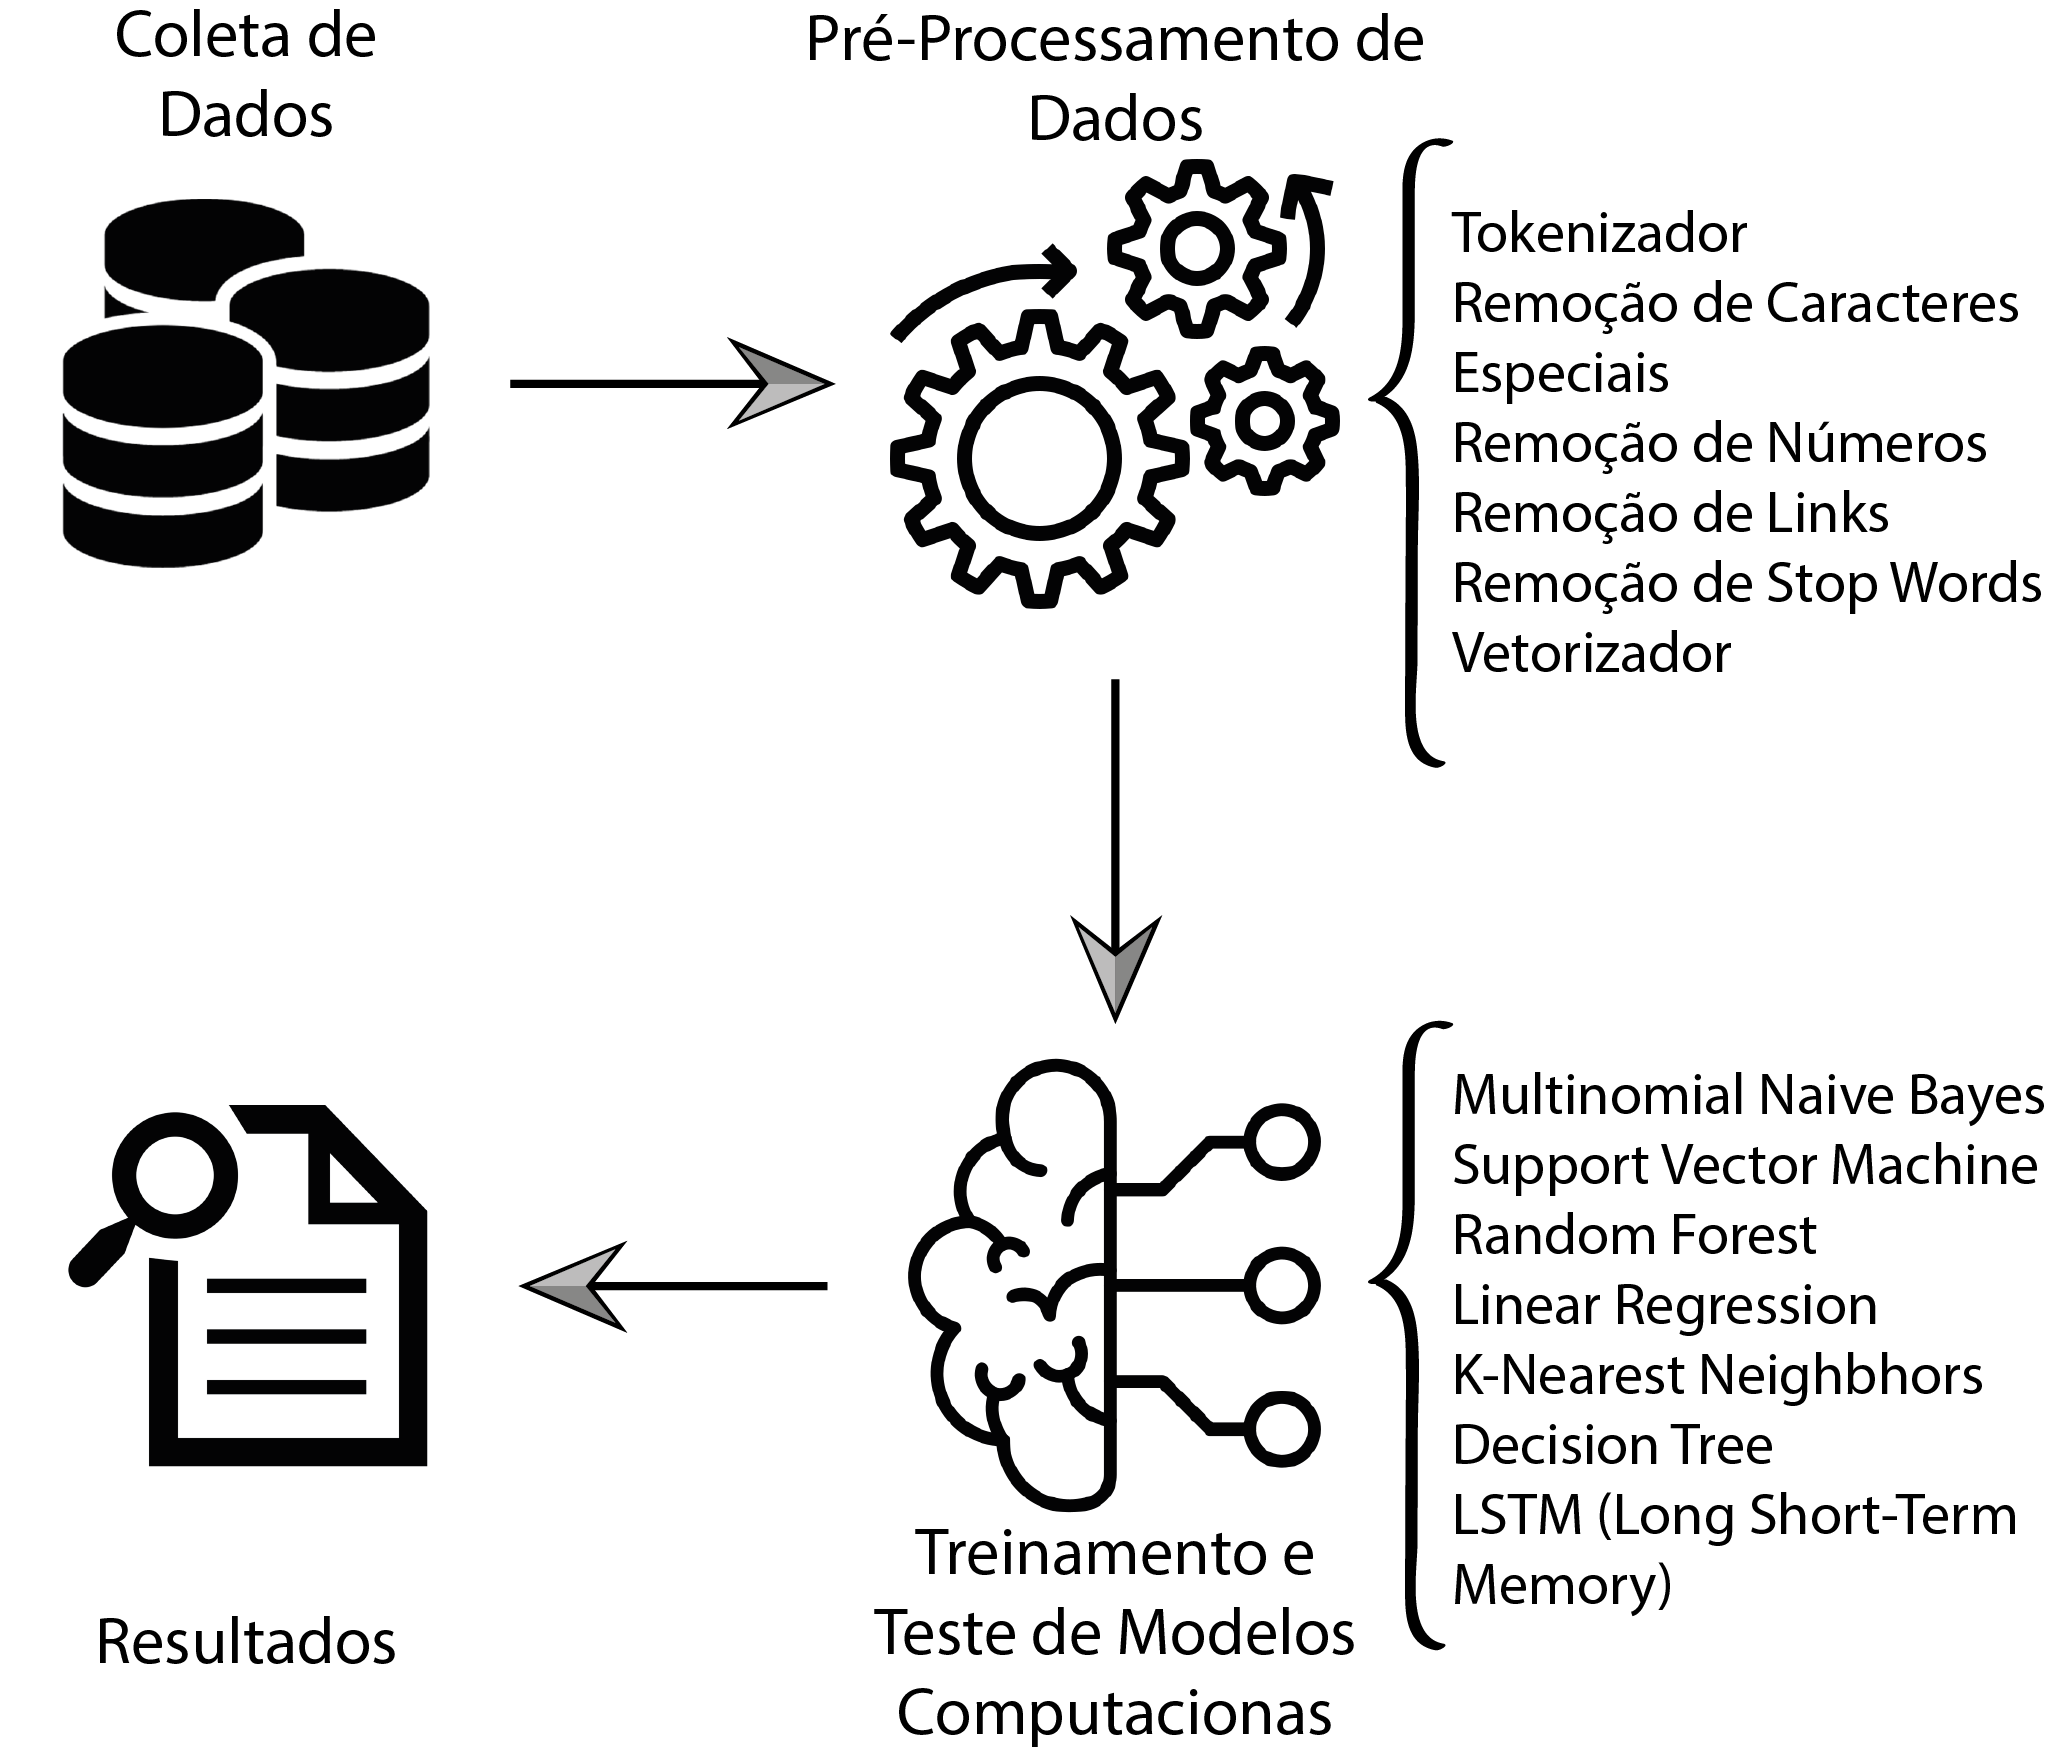 Coleta de
Dados
Pré-Processamento de
Dados
Tokenizador
Remoção de Caracteres
Especiais
Remoção de Números
Remoção de Links
Remoção de Stop Words
Vetorizador
Multinomial Naive Bayes
Support Vector Machine
Random Forest
Linear Regression
K-Nearest Neighbhors
Decision Tree
LSTM (Long Short-Term
Memory)
Treinamento e
Teste de Modelos
Computacionas
Resultados